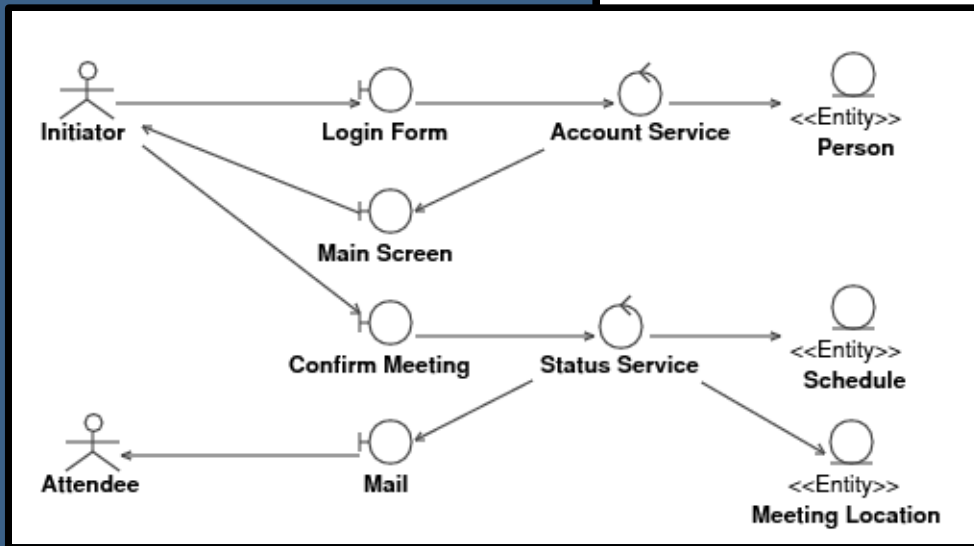 Initiator
Login Form
Account Service
<<Entity>>
Person
Main Screen
Confirm Meeting
Status Service
<<Entity>>
Schedule
Attendee
Mail
<<Entity>>
Meeting Location